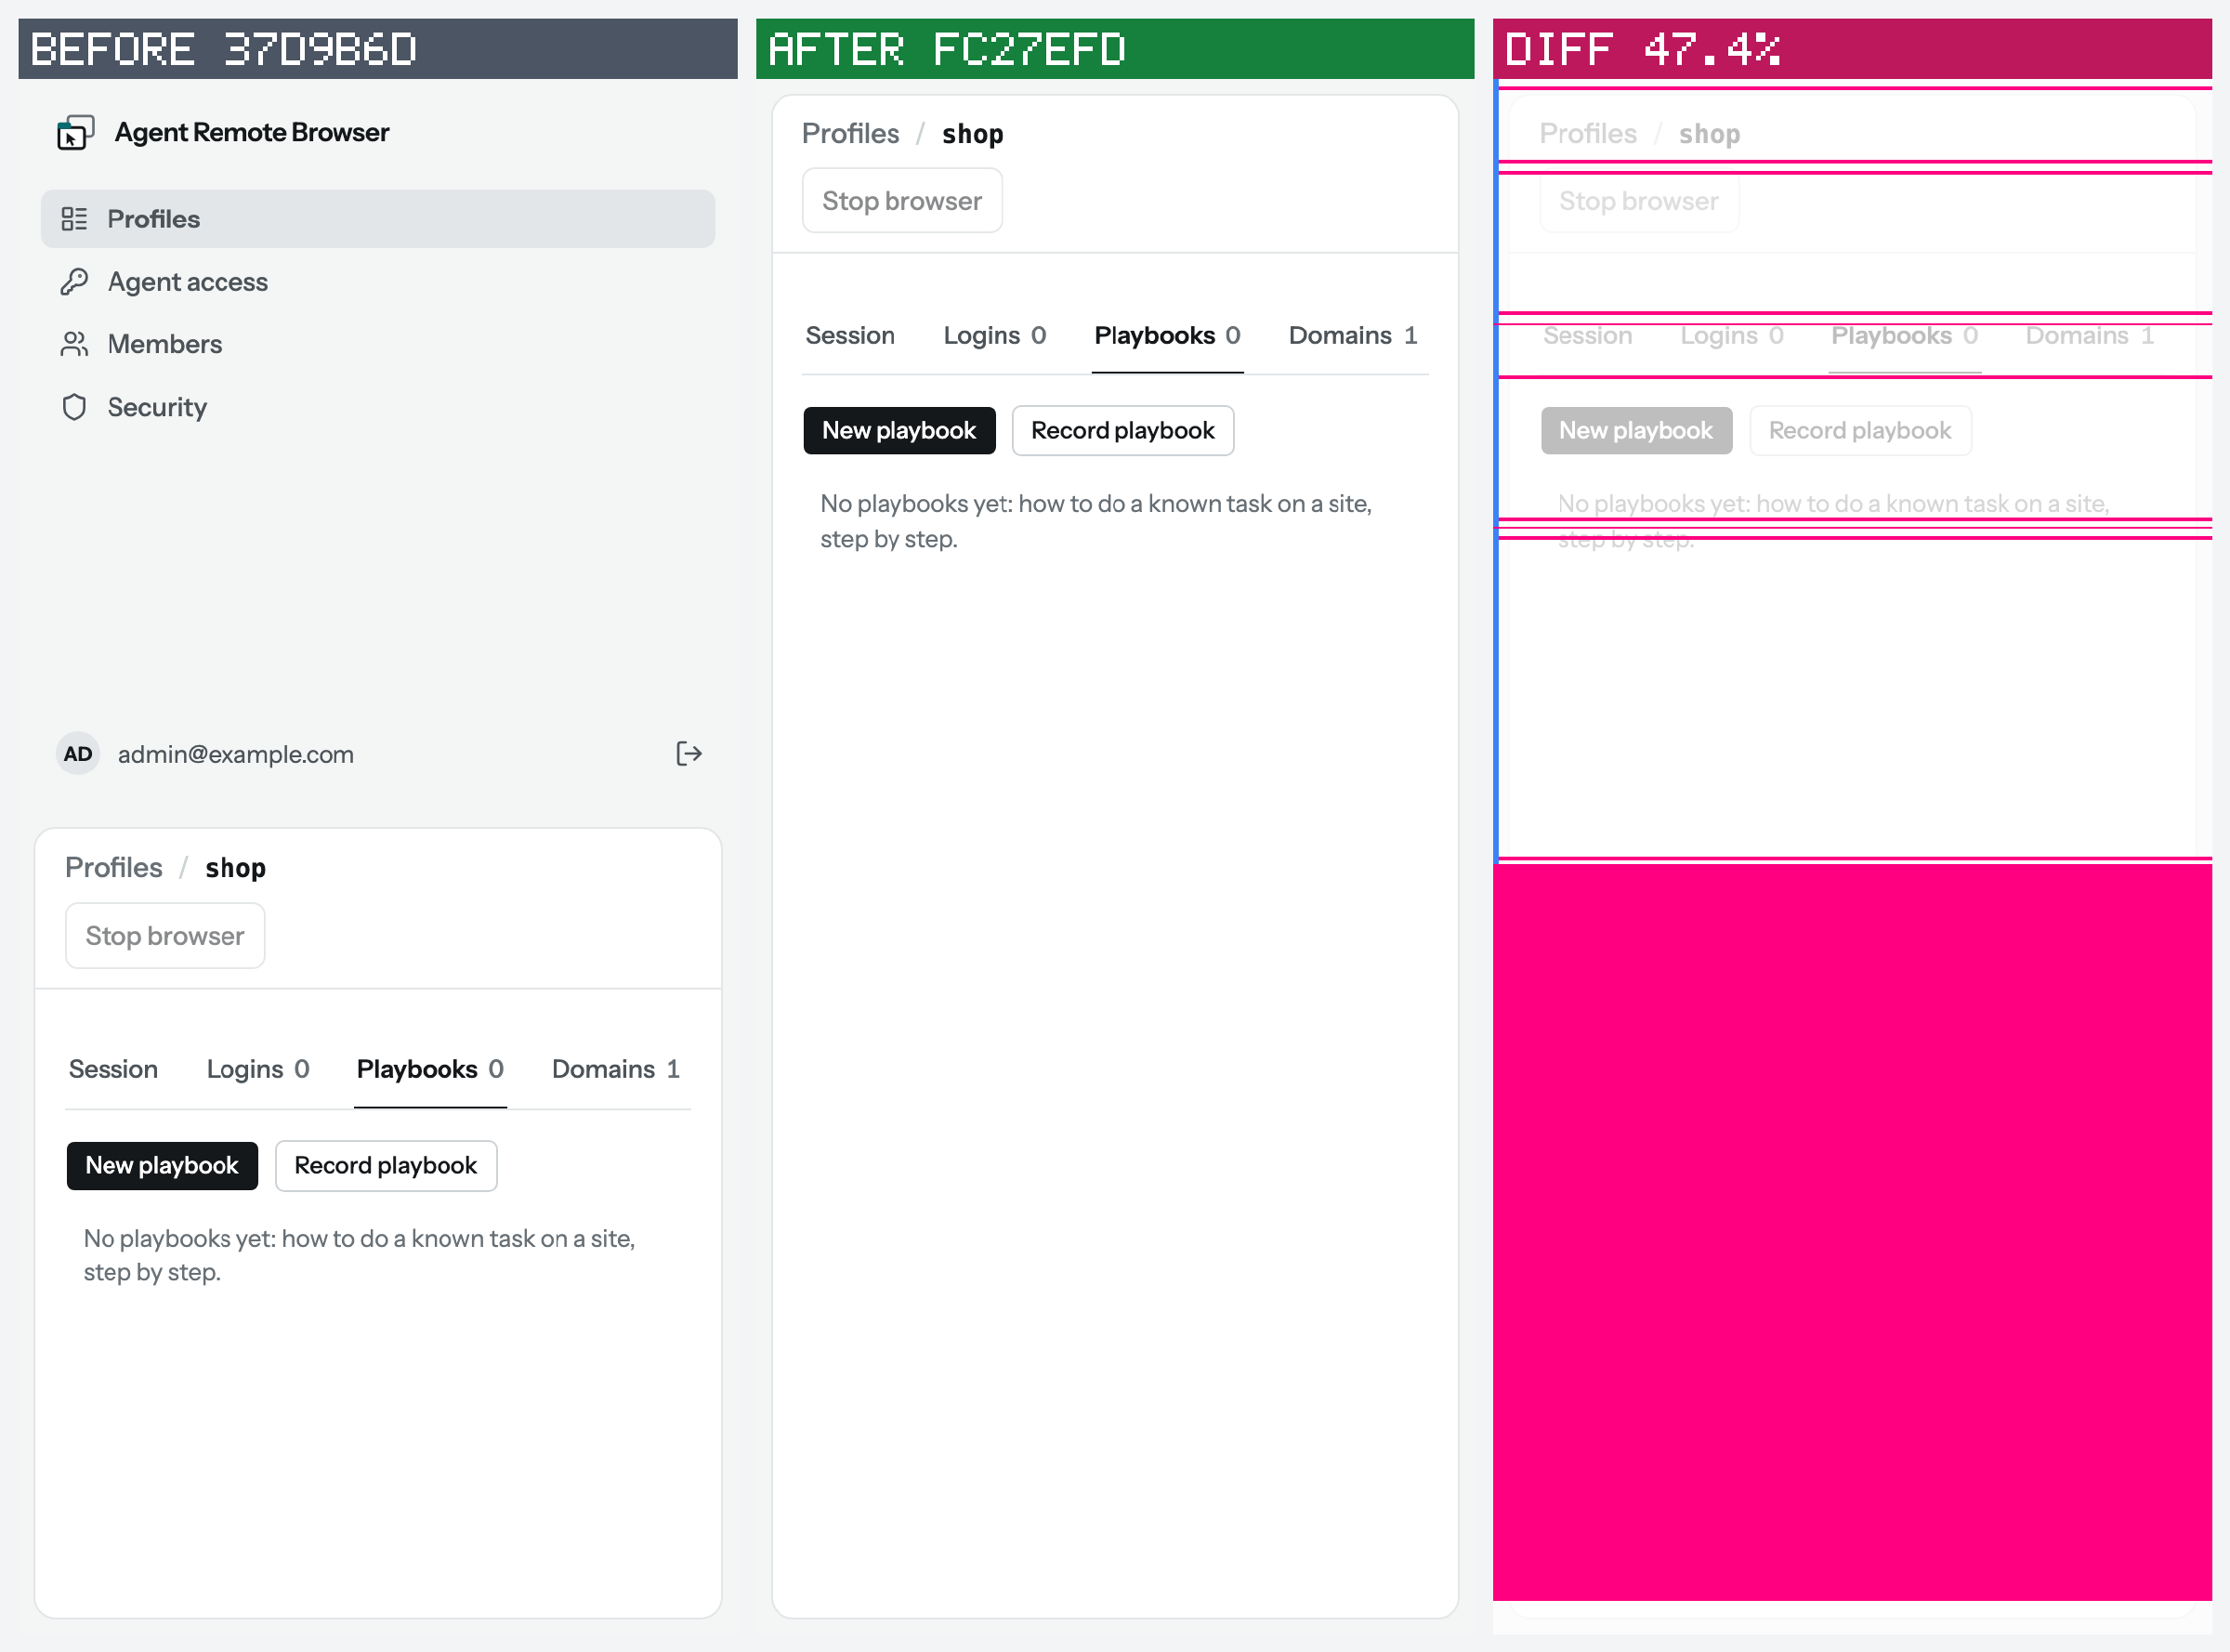 BEFORE 37D9B6D
Agent Remote Browser
Profiles
Agent access
Members
Security
AD admin@example.com
Profiles / shop
Stop browser
Session Logins 0 Playbooks 0 Domains 1
New playbook Record playbook
No playbooks yet: how to do a known task on a site,
step by step.
AFTER FC27EFD
Profiles / shop
Stop browser
Session Logins 0 Playbooks 0 Domains 1
New playbook Record playbook
No playbooks yet: how to do a known task on a site,
step by step.
DIFF 47.4%
Profiles / shop
Stop browser
Session Logins 0 Playbooks 0 Domains 1
New playbook Record playbook
No playbooks yet: how to do a known task on a site,
step by step.